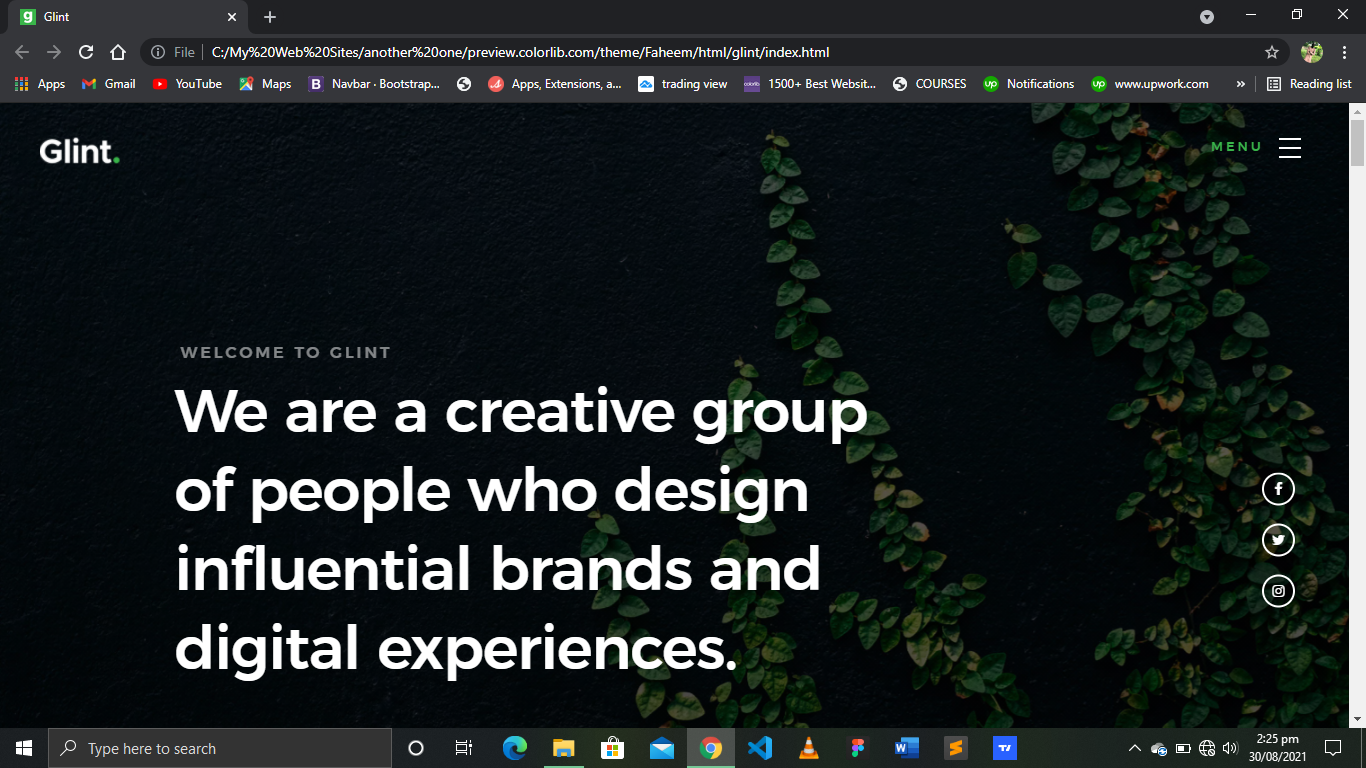 Glint
File
C:/My%20Web%20Sites/another%20one/preview.colorlib.com/theme/Faheem/html/glint/index.html
Apps
Gmail
YouTube
Maps
Navbar · Bootstrap...
Apps, Extensions, a...
trading view
1500+ Best Websit...
COURSES
Notifications
www.upwork.com
»
Reading list
Glint.
MENU
WELCOME TO GLINT
We are a creative group
of people who design
influential brands and
digital experiences.
Type here to search
2:25 pm
30/08/2021